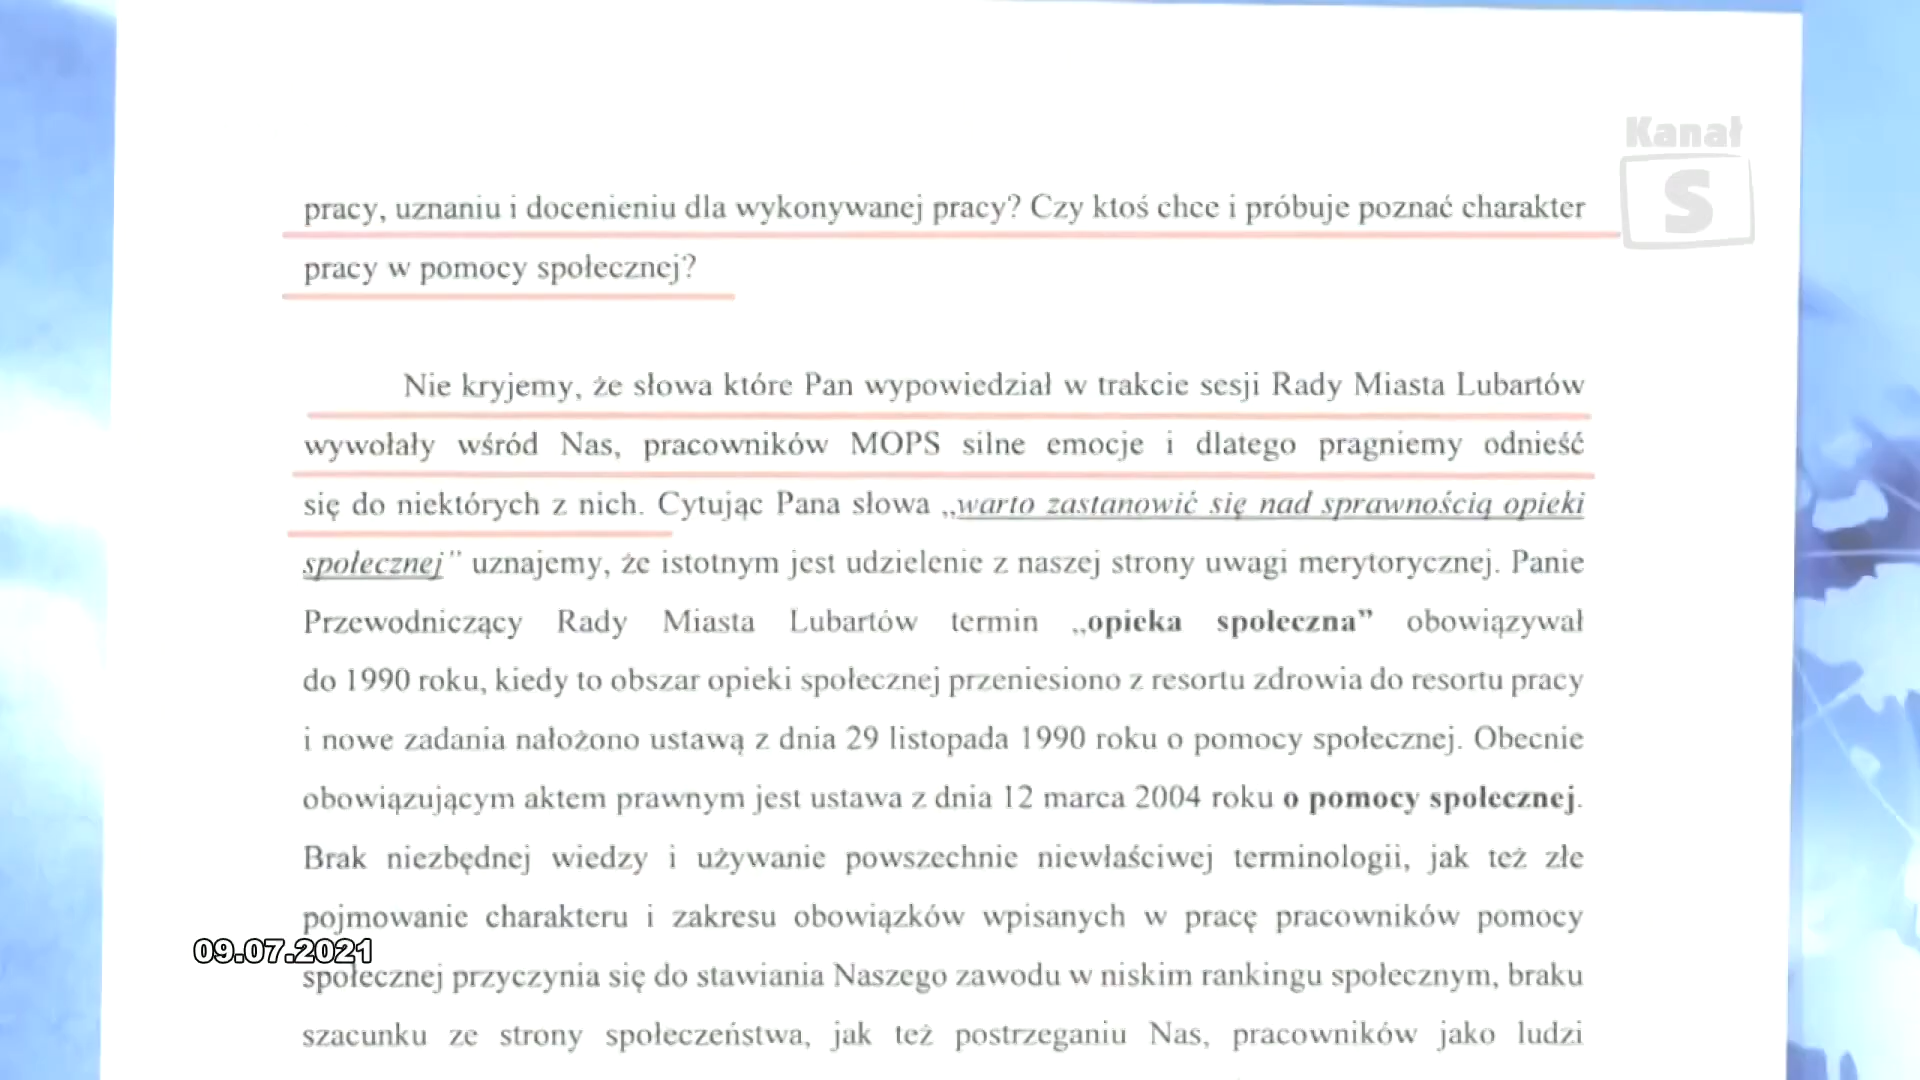 Kanał
S
pracy, uznaniu i docenieniu dla wykonywanej pracy? Czy ktoś chce i próbuje poznać charakter
pracy w pomocy społecznej?
Nie kryjemy, że słowa które Pan wypowiedział w trakcie sesji Rady Miasta Lubartów
wywołały wśród Nas, pracowników MOPS silne emocje i dlatego pragniemy odnieść
się do niektórych z nich. Cytując Pana słowa „warto zastanowić się nad sprawnością opieki
społecznej" uznajemy, że istotnym jest udzielenie z naszej strony uwagi merytorycznej. Panie
Przewodniczący Rady Miasta Lubartów termin „opieka społeczna" obowiązywał
do 1990 roku, kiedy to obszar opieki społecznej przeniesiono z resortu zdrowia do resortu pracy
i nowe zadania nałożono ustawą z dnia 29 listopada 1990 roku o pomocy społecznej. Obecnie
obowiązującym aktem prawnym jest ustawa z dnia 12 marca 2004 roku o pomocy społecznej.
Brak niezbędnej wiedzy i używanie powszechnie niewłaściwej terminologii, jak też złe
pojmowanie charakteru i zakresu obowiązków wpisanych w pracę pracowników pomocy
09.07.2021
społecznej przyczynia się do stawiania Naszego zawodu w niskim rankingu społecznym, braku
szacunku ze strony społeczeństwa, jak też postrzeganiu Nas, pracowników jako ludzi